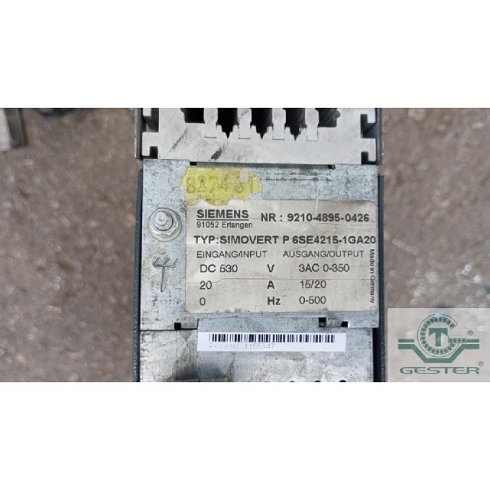 SIEMENS NR : 9210-4895-0426
91052 Erlangen
TYP:SIMOVERT P 6SE4215-1GA20
EINGANG/INPUT AUSGANG/OUTPUT
DC 530 V 3AC 0-350
20 A 15/20
0 Hz 0-500
Made in Germany
T
GESTER